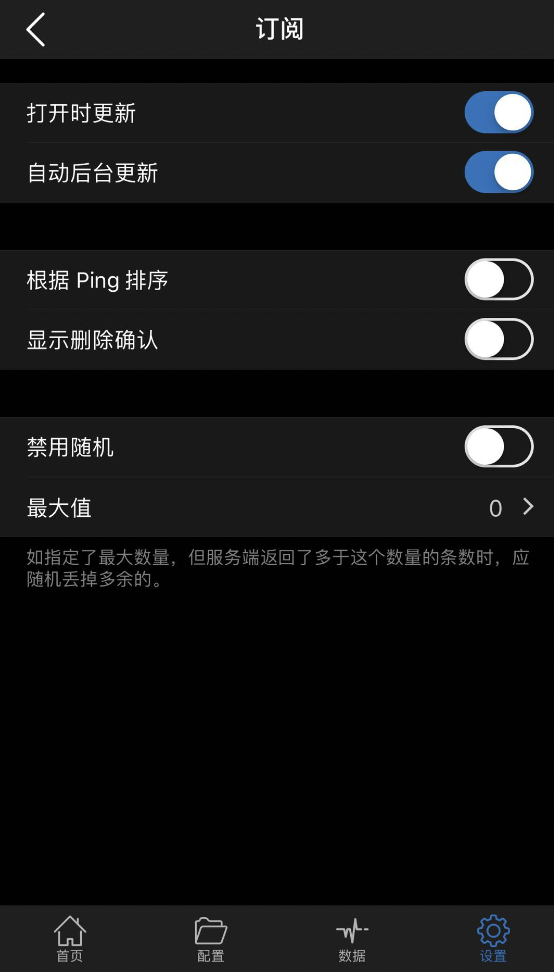 订阅
打开时更新
自动后台更新
根据 Ping 排序
显示删除确认
禁用随机
最大值 0
如指定了最大数量，但服务端返回了多于这个数量的条数时，应
随机丢掉多余的。
首页 配置 数据 设置